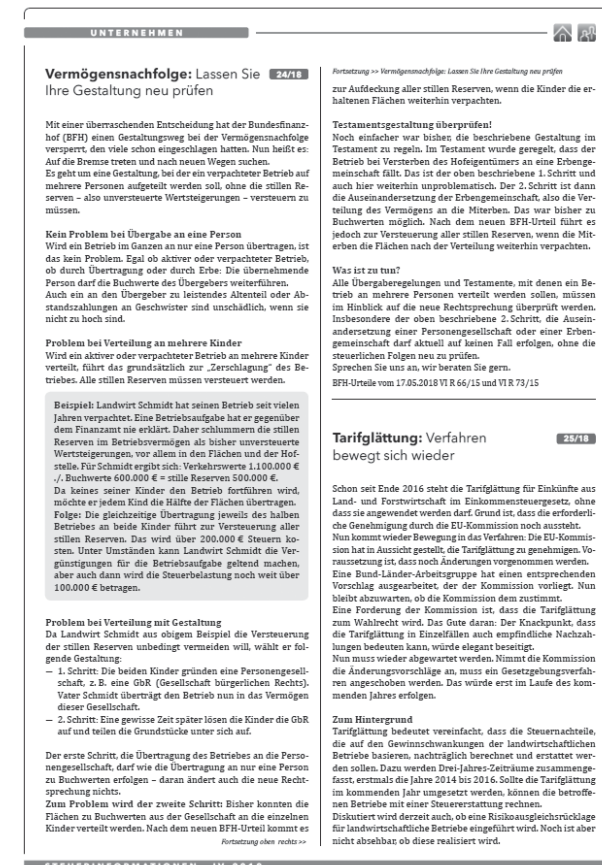 UNTERNEHMEN
Vermögensnachfolge: Lassen Sie 24/18
Ihre Gestaltung neu prüfen
Mit einer überraschenden Entscheidung hat der Bundesfinanz-
hof (BFH) einen Gestaltungsweg bei der Vermögensnachfolge
versperrt, den viele schon eingeschlagen hatten. Nun heißt es:
Auf die Bremse treten und nach neuen Wegen suchen.
Es geht um eine Gestaltung, bei der ein verpachteter Betrieb auf
mehrere Personen aufgeteilt werden soll, ohne die stillen Re-
serven – also unversteuerte Wertsteigerungen – versteuern zu
müssen.
Kein Problem bei Übergabe an eine Person
Wird ein Betrieb im Ganzen an nur eine Person übertragen, ist
das kein Problem. Egal ob aktiver oder verpachteter Betrieb,
ob durch Übertragung oder durch Erbe: Die übernehmende
Person darf die Buchwerte des Übergebers weiterführen.
Auch ein an den Übergeber zu leistendes Altenteil oder Ab-
standszahlungen an Geschwister sind unschädlich, wenn sie
nicht zu hoch sind.
Problem bei Verteilung an mehrere Kinder
Wird ein aktiver oder verpachteter Betrieb an mehrere Kinder
verteilt, führt das grundsätzlich zur „Zerschlagung" des Be-
triebes. Alle stillen Reserven müssen versteuert werden.
Beispiel: Landwirt Schmidt hat seinen Betrieb seit vielen
Jahren verpachtet. Eine Betriebsaufgabe hat er gegenüber
dem Finanzamt nie erklärt. Daher schlummern die stillen
Reserven im Betriebsvermögen als bisher unversteuerte
Wertsteigerungen, vor allem in den Flächen und der Hof-
stelle. Für Schmidt ergibt sich: Verkehrswerte 1.100.000 €
./. Buchwerte 600.000 € = stille Reserven 500.000 €.
Da keines seiner Kinder den Betrieb fortführen wird,
möchte er jedem Kind die Hälfte der Flächen übertragen.
Folge: Die gleichzeitige Übertragung jeweils des halben
Betriebes an beide Kinder führt zur Versteuerung aller
stillen Reserven. Das wird über 200.000 € Steuern ko-
sten. Unter Umständen kann Landwirt Schmidt die Ver-
günstigungen für die Betriebsaufgabe geltend machen,
aber auch dann wird die Steuerbelastung noch weit über
100.000 € betragen.
Problem bei Verteilung mit Gestaltung
Da Landwirt Schmidt aus obigem Beispiel die Versteuerung
der stillen Reserven unbedingt vermeiden will, wählt er fol-
gende Gestaltung:
— 1. Schritt: Die beiden Kinder gründen eine Personengesell-
schaft, z. B. eine GbR (Gesellschaft bürgerlichen Rechts).
Vater Schmidt überträgt den Betrieb nun in das Vermögen
dieser Gesellschaft.
— 2. Schritt: Eine gewisse Zeit später lösen die Kinder die GbR
auf und teilen die Grundstücke unter sich auf.
Der erste Schritt, die Übertragung des Betriebes an die Perso-
nengesellschaft, darf wie die Übertragung an nur eine Person
zu Buchwerten erfolgen – daran ändert auch die neue Recht-
sprechung nichts.
Zum Problem wird der zweite Schritt: Bisher konnten die
Flächen zu Buchwerten aus der Gesellschaft an die einzelnen
Kinder verteilt werden. Nach dem neuen BFH-Urteil kommt es
Fortsetzung oben rechts >>
Fortsetzung >> Vermögensnachfolge: Lassen Sie Ihre Gestaltung neu prüfen
zur Aufdeckung aller stillen Reserven, wenn die Kinder die er-
haltenen Flächen weiterhin verpachten.
Testamentsgestaltung überprüfen!
Noch einfacher war bisher, die beschriebene Gestaltung im
Testament zu regeln. Im Testament wurde geregelt, dass der
Betrieb bei Versterben des Hofeigentümers an eine Erbenge-
meinschaft fällt. Das ist der oben beschriebene 1. Schritt und
auch hier weiterhin unproblematisch. Der 2. Schritt ist dann
die Auseinandersetzung der Erbengemeinschaft, also die Ver-
teilung des Vermögens an die Miterben. Das war bisher zu
Buchwerten möglich. Nach dem neuen BFH-Urteil führt es
jedoch zur Versteuerung aller stillen Reserven, wenn die Mit-
erben die Flächen nach der Verteilung weiterhin verpachten.
Was ist zu tun?
Alle Übergaberegelungen und Testamente, mit denen ein Be-
trieb an mehrere Personen verteilt werden sollen, müssen
im Hinblick auf die neue Rechtsprechung überprüft werden.
Insbesondere der oben beschriebene 2. Schritt, die Ausein-
andersetzung einer Personengesellschaft oder einer Erben-
gemeinschaft darf aktuell auf keinen Fall erfolgen, ohne die
steuerlichen Folgen neu zu prüfen.
Sprechen Sie uns an, wir beraten Sie gern.
BFH-Urteile vom 17.05.2018 VI R 66/15 und VI R 73/15
Tarifglättung: Verfahren 25/18
bewegt sich wieder
Schon seit Ende 2016 steht die Tarifglättung für Einkünfte aus
Land- und Forstwirtschaft im Einkommensteuergesetz, ohne
dass sie angewendet werden darf. Grund ist, dass die erforderli-
che Genehmigung durch die EU-Kommission noch aussteht.
Nun kommt wieder Bewegung in das Verfahren: Die EU-Kommis-
sion hat in Aussicht gestellt, die Tarifglättung zu genehmigen. Vo-
raussetzung ist, dass noch Änderungen vorgenommen werden.
Eine Bund-Länder-Arbeitsgruppe hat einen entsprechenden
Vorschlag ausgearbeitet, der der Kommission vorliegt. Nun
bleibt abzuwarten, ob die Kommission dem zustimmt.
Eine Forderung der Kommission ist, dass die Tarifglättung
zum Wahlrecht wird. Das Gute daran: Der Knackpunkt, dass
die Tarifglättung in Einzelfällen auch empfindliche Nachzah-
lungen bedeuten kann, würde elegant beseitigt.
Nun muss wieder abgewartet werden. Nimmt die Kommission
die Änderungsvorschläge an, muss ein Gesetzgebungsverfah-
ren angeschoben werden. Das würde erst im Laufe des kom-
menden Jahres erfolgen.
Zum Hintergrund
Tarifglättung bedeutet vereinfacht, dass die Steuernachteile,
die auf den Gewinnschwankungen der landwirtschaftlichen
Betriebe basieren, nachträglich berechnet und erstattet wer-
den sollen. Dazu werden Drei-Jahres-Zeiträume zusammenge-
fasst, erstmals die Jahre 2014 bis 2016. Sollte die Tarifglättung
im kommenden Jahr umgesetzt werden, können die betroffe-
nen Betriebe mit einer Steuererstattung rechnen.
Diskutiert wird derzeit auch, ob eine Risikoausgleichsrücklage
für landwirtschaftliche Betriebe eingeführt wird. Noch ist aber
nicht absehbar, ob diese realisiert wird.